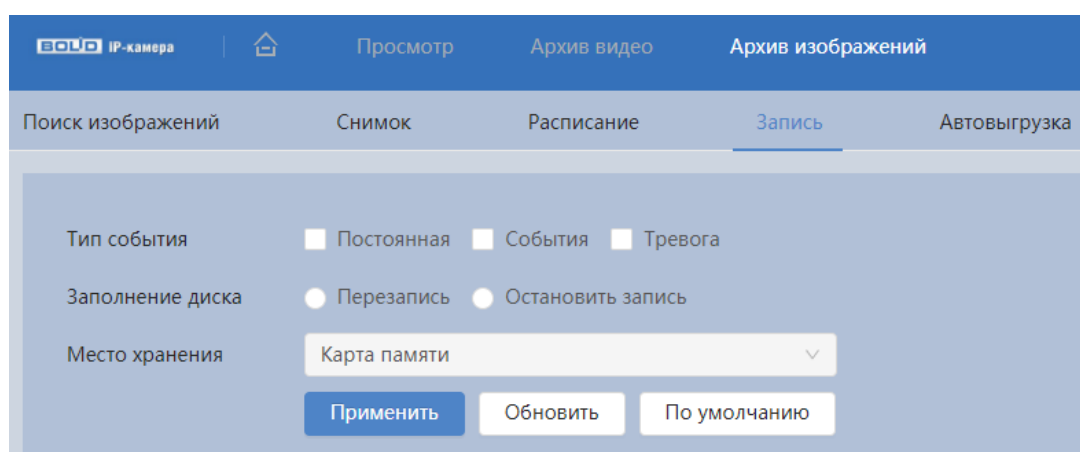 BOLID IP-камера Просмотр Архив видео Архив изображений
Поиск изображений Снимок Расписание Запись Автовыгрузка
Тип события Постоянная События Тревога
Заполнение диска Перезапись Остановить запись
Место хранения Карта памяти
Применить Обновить По умолчанию